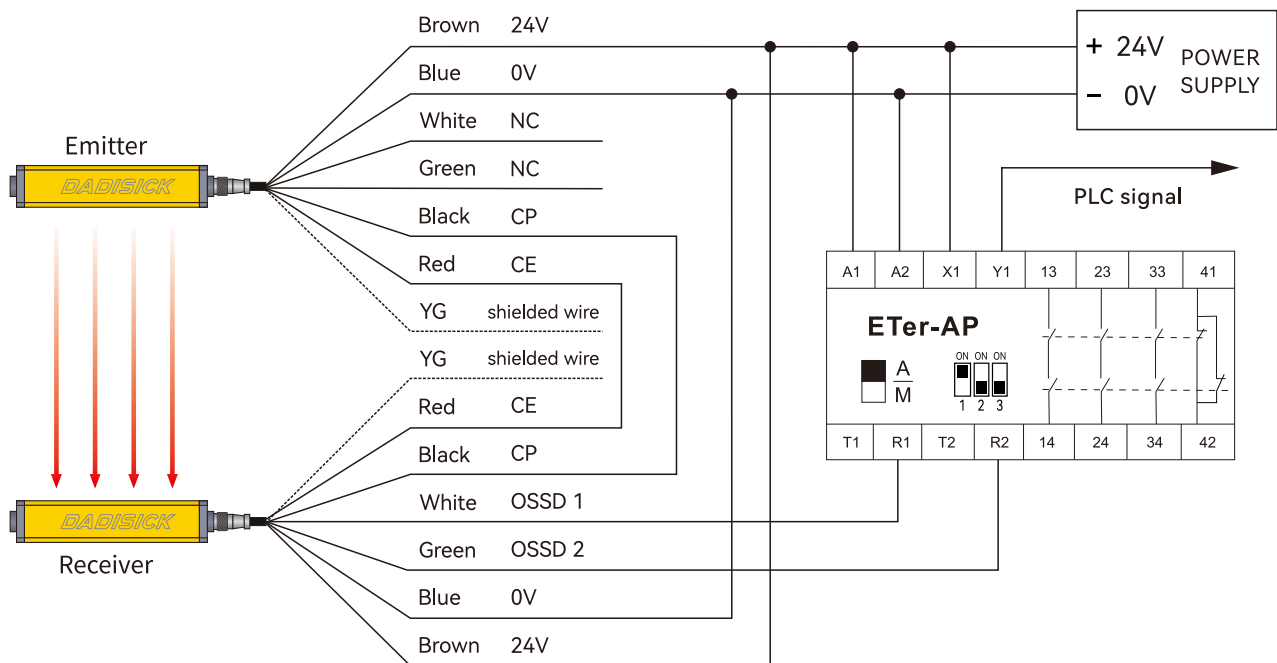 Brown 24V
Blue 0V
White NC
Green NC
Black CP
Red CE
YG shielded wire
YG shielded wire
Red CE
Black CP
White OSSD 1
Green OSSD 2
Blue 0V
Brown 24V
Emitter
DADISICK
DADISICK
Receiver
+ 24V
- 0V
POWER
SUPPLY
PLC signal
A1 A2 X1 Y1 13 23 33 41
ETer-AP
A
M
ON ON ON
1 2 3
T1 R1 T2 R2 14 24 34 42